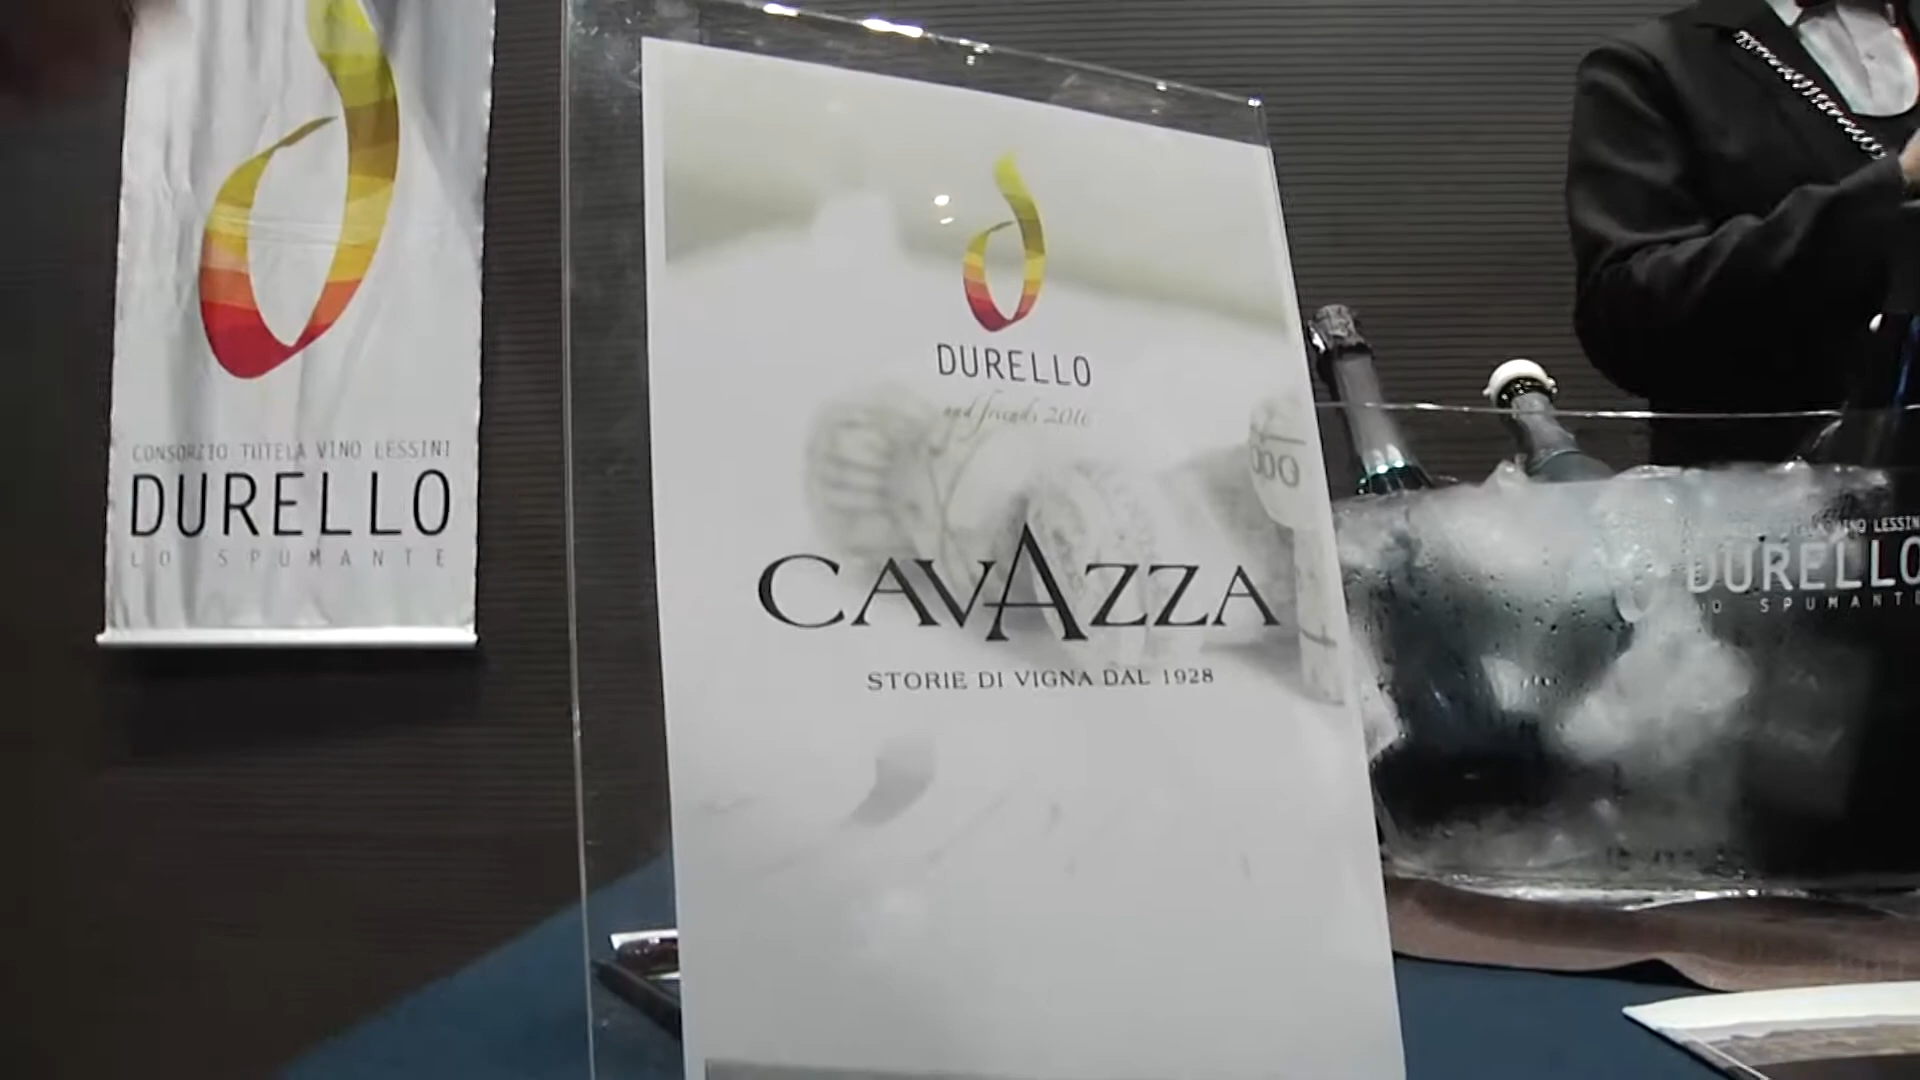 CONSORZIO TUTELA VINO LESSINI
DURELLO
LO SPUMANTE
DURELLO
and friends 2016
CAVAZZA
STORIE DI VIGNA DAL 1928
VINO LESSINI
DURELLO
LO SPUMANTE